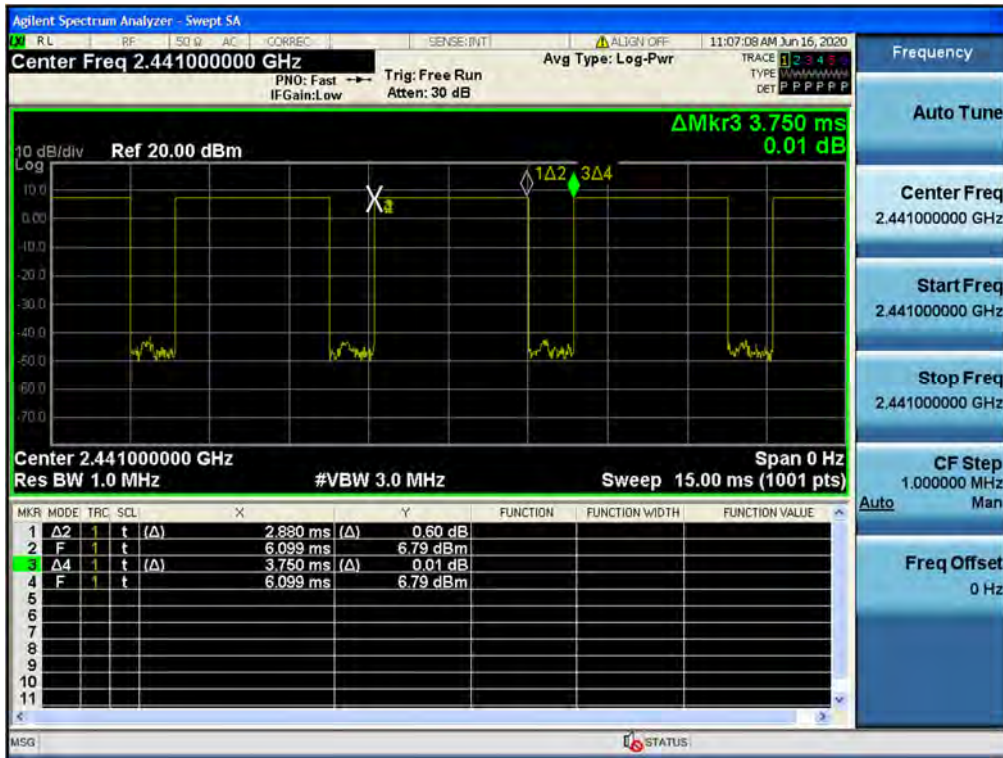 Agilent Spectrum Analyzer - Swept SA
LXI RL RF 50 Ω AC CORREC SENSE:INT ALIGN OFF 11:07:08 AM Jun 16, 2020
Center Freq 2.441000000 GHz
Avg Type: Log-Pwr
TRACE 1 2 3 4 5 6
PNO: Fast
Trig: Free Run
TYPE
IFGain:Low
Atten: 30 dB
DET P P P P P P
ΔMkr3 3.750 ms
0.01 dB
10 dB/div Ref 20.00 dBm
Log
10.0
0.00
-10.0
-20.0
-30.0
-40.0
-50.0
-60.0
-70.0
X
1Δ2 3Δ4
Center 2.441000000 GHz Span 0 Hz
Res BW 1.0 MHz #VBW 3.0 MHz Sweep 15.00 ms (1001 pts)
MKR MODE TRC SCL X Y FUNCTION FUNCTION WIDTH FUNCTION VALUE
1 Δ2 1 t (Δ) 2.880 ms (Δ) 0.60 dB
2 F 1 t 6.099 ms 6.79 dBm
3 Δ4 1 t (Δ) 3.750 ms (Δ) 0.01 dB
4 F 1 t 6.099 ms 6.79 dBm
5
6
7
8
9
10
11
MSG STATUS
Frequency
Auto Tune
Center Freq
2.441000000 GHz
Start Freq
2.441000000 GHz
Stop Freq
2.441000000 GHz
CF Step
1.000000 MHz
Auto Man
Freq Offset
0 Hz